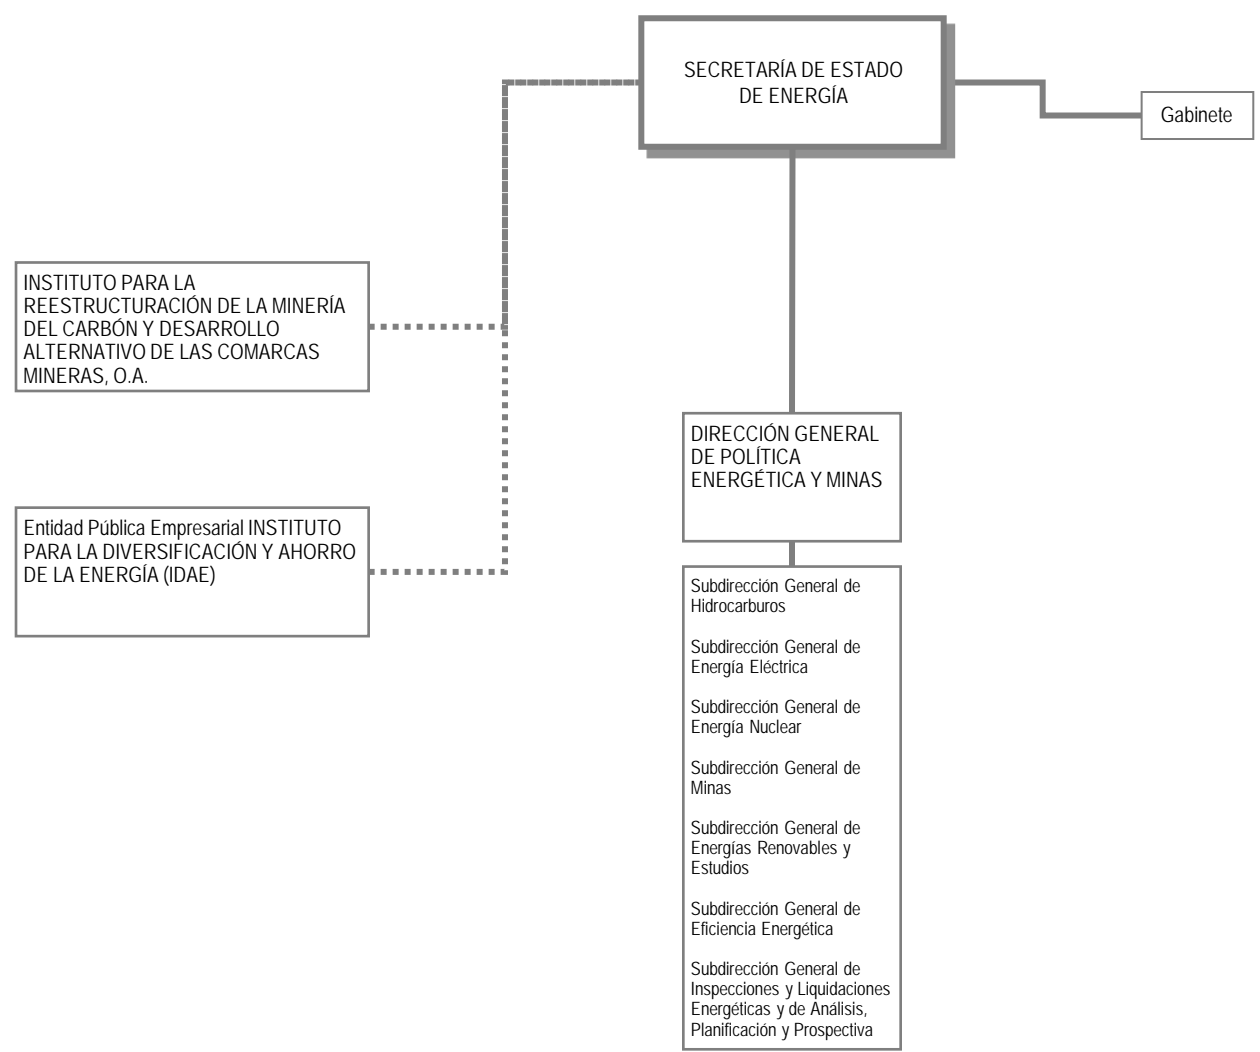 SECRETARÍA DE ESTADO
DE ENERGÍA
Gabinete
INSTITUTO PARA LA
REESTRUCTURACIÓN DE LA MINERÍA
DEL CARBÓN Y DESARROLLO
ALTERNATIVO DE LAS COMARCAS
MINERAS, O.A.
DIRECCIÓN GENERAL
DE POLÍTICA
ENERGÉTICA Y MINAS
Entidad Pública Empresarial INSTITUTO
PARA LA DIVERSIFICACIÓN Y AHORRO
DE LA ENERGÍA (IDAE)
Subdirección General de
Hidrocarburos
Subdirección General de
Energía Eléctrica
Subdirección General de
Energía Nuclear
Subdirección General de
Minas
Subdirección General de
Energías Renovables y
Estudios
Subdirección General de
Eficiencia Energética
Subdirección General de
Inspecciones y Liquidaciones
Energéticas y de Análisis,
Planificación y Prospectiva